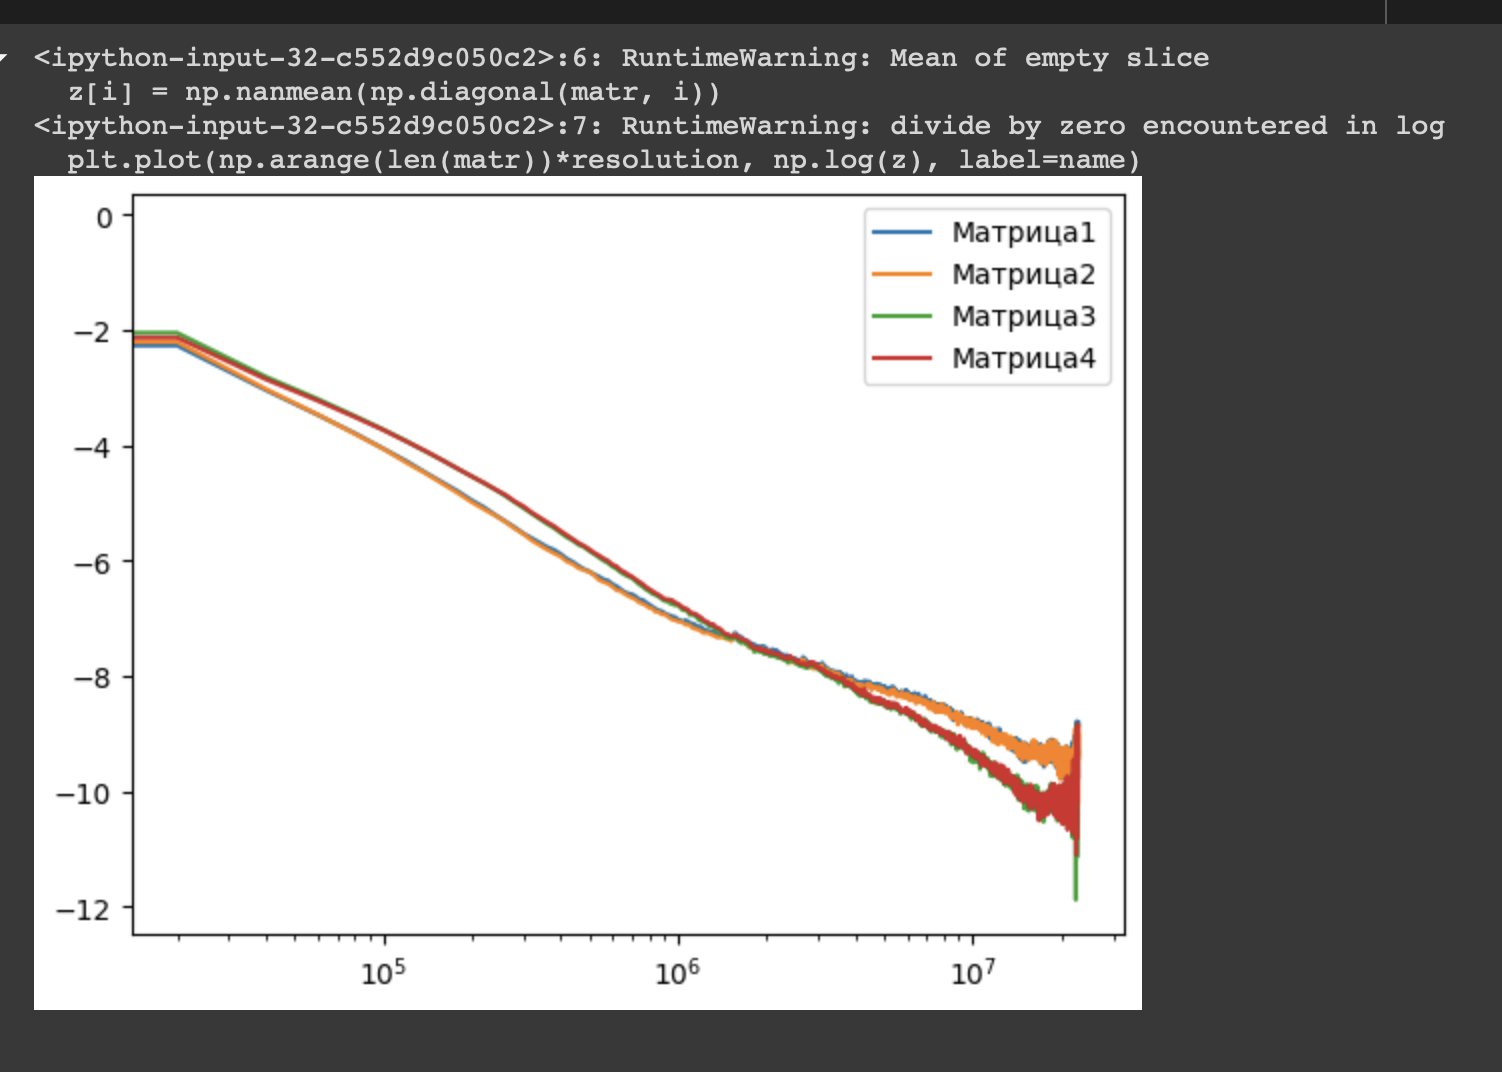 <ipython-input-32-c552d9c050c2>:6: RuntimeWarning: Mean of empty slice
z[i] = np.nanmean(np.diagonal(matr, i))
<ipython-input-32-c552d9c050c2>:7: RuntimeWarning: divide by zero encountered in log
plt.plot(np.arange(len(matr))*resolution, np.log(z), label=name)
Матрица1
Матрица2
Матрица3
Матрица4
0
−2
−4
−6
−8
−10
−12
10⁵ 10⁶ 10⁷